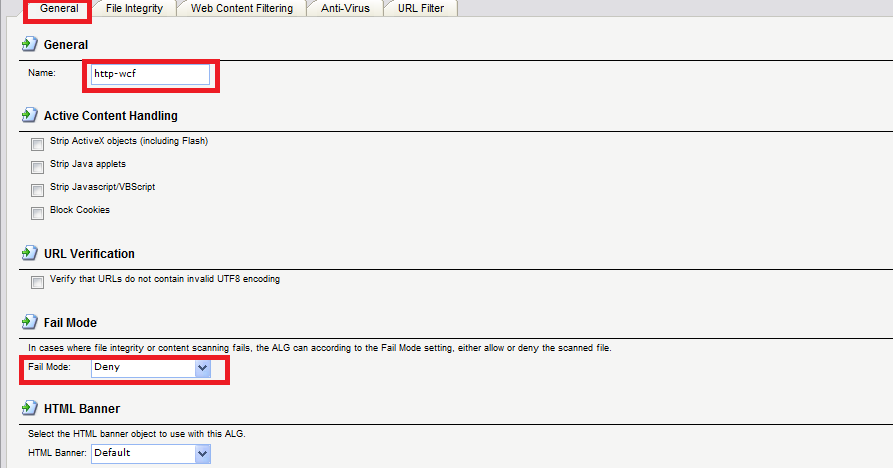 General File Integrity Web Content Filtering Anti-Virus URL Filter
General
Name: http-wcf
Active Content Handling
Strip ActiveX objects (including Flash)
Strip Java applets
Strip Javascript/VBScript
Block Cookies
URL Verification
Verify that URLs do not contain invalid UTF8 encoding
Fail Mode
In cases where file integrity or content scanning fails, the ALG can according to the Fail Mode setting, either allow or deny the scanned file.
Fail Mode: Deny
HTML Banner
Select the HTML banner object to use with this ALG.
HTML Banner: Default